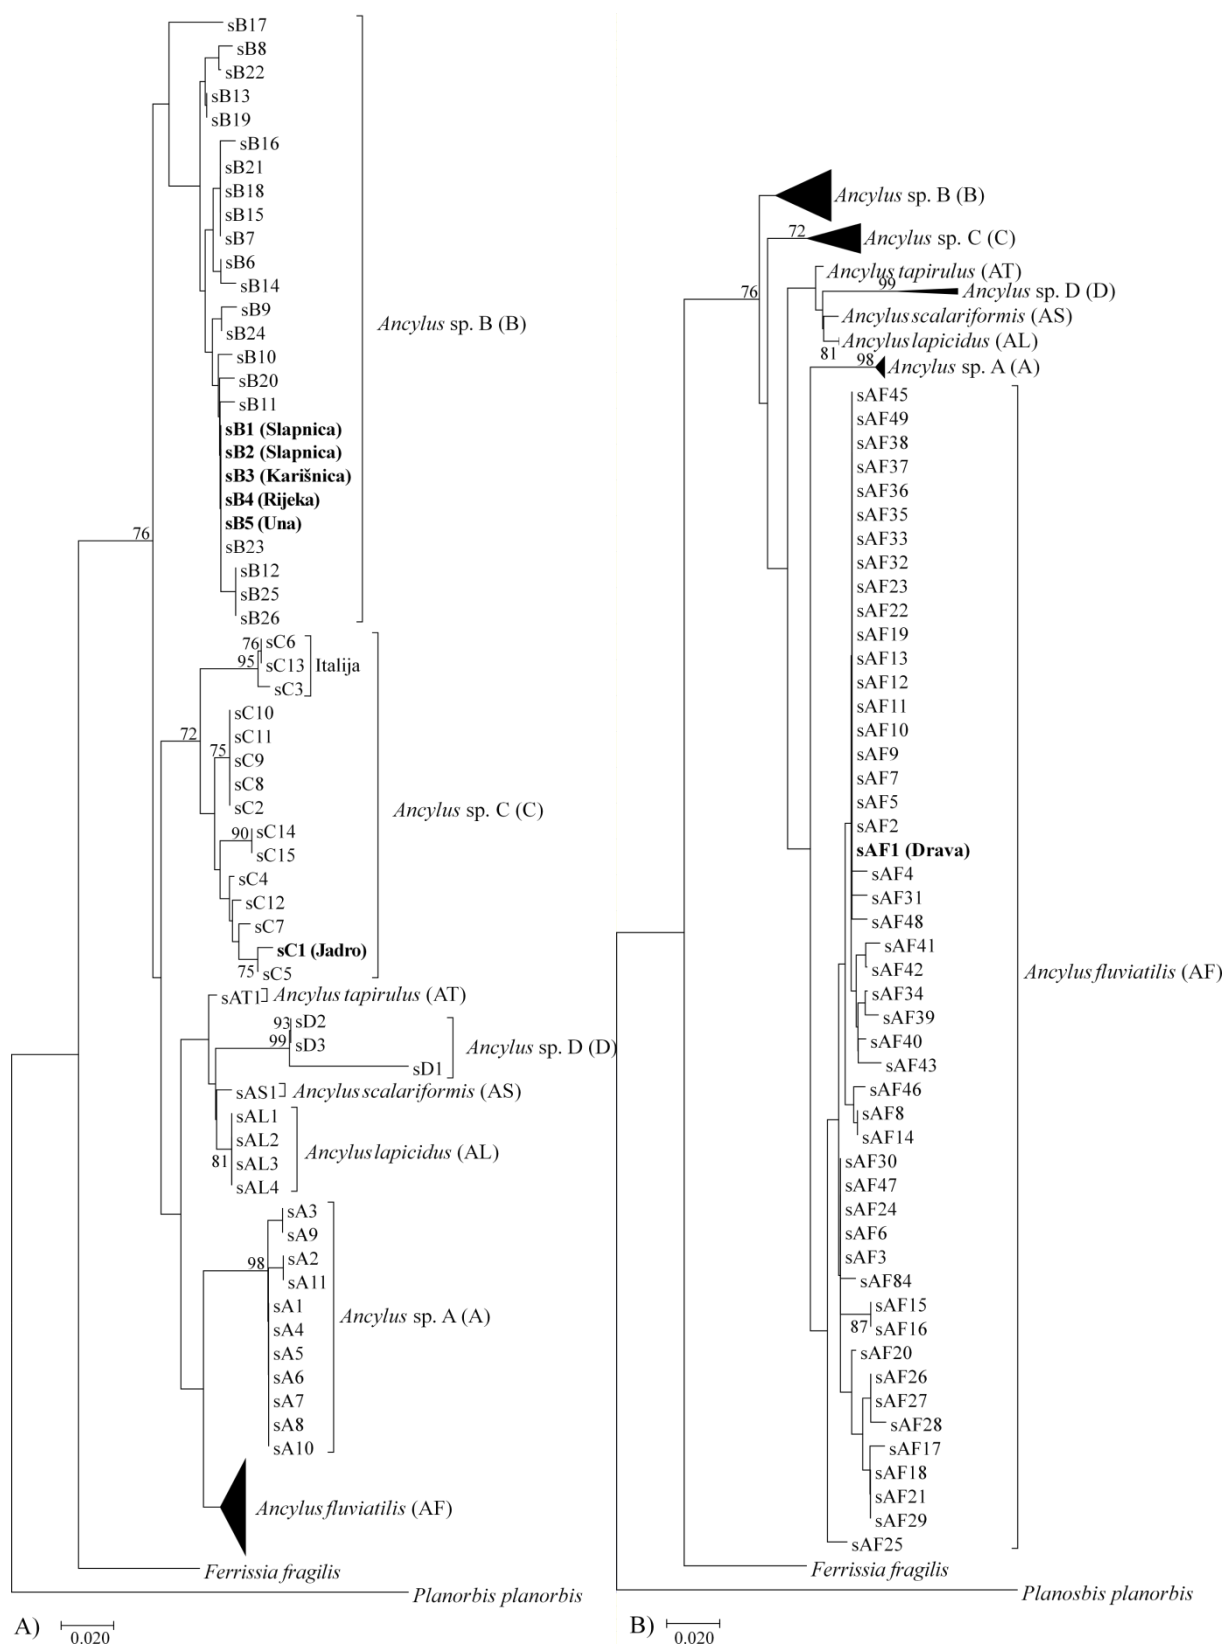 sB17
sB8
sB22
sB13
sB19
sB16
sB21
sB18
sB15
sB7
sB6
sB14
sB9
sB24
sB10
sB20
sB11
sB1 (Slapnica)
sB2 (Slapnica)
sB3 (Karišnica)
sB4 (Rijeka)
sB5 (Una)
sB23
sB12
sB25
sB26
Ancylus sp. B (B)
76
76
sC6
95
sC13
sC3
Italija
72
sC10
sC11
75
sC9
sC8
sC2
90
sC14
sC15
sC4
sC12
sC7
sC1 (Jadro)
75
sC5
Ancylus sp. C (C)
sAT1
Ancylus tapirulus (AT)
93
sD2
99
sD3
sD1
Ancylus sp. D (D)
sAS1
Ancylus scalariformis (AS)
sAL1
sAL2
81
sAL3
sAL4
Ancylus lapicidus (AL)
sA3
sA9
98
sA2
sA11
sA1
sA4
sA5
sA6
sA7
sA8
sA10
Ancylus sp. A (A)
Ancylus fluviatilis (AF)
Ferrissia fragilis
Planorbis planorbis
A)
0.020
Ancylus sp. B (B)
72
Ancylus sp. C (C)
76
Ancylus tapirulus (AT)
99
Ancylus sp. D (D)
Ancylus scalariformis (AS)
81
Ancylus lapicidus (AL)
98
Ancylus sp. A (A)
sAF45
sAF49
sAF38
sAF37
sAF36
sAF35
sAF33
sAF32
sAF23
sAF22
sAF19
sAF13
sAF12
sAF11
sAF10
sAF9
sAF7
sAF5
sAF2
sAF1 (Drava)
sAF4
sAF31
sAF48
sAF41
sAF42
sAF34
sAF39
sAF40
sAF43
sAF46
sAF8
sAF14
sAF30
sAF47
sAF24
sAF6
sAF3
sAF84
sAF15
87
sAF16
sAF20
sAF26
sAF27
sAF28
sAF17
sAF18
sAF21
sAF29
sAF25
Ancylus fluviatilis (AF)
Ferrissia fragilis
Planosbis planorbis
B)
0.020